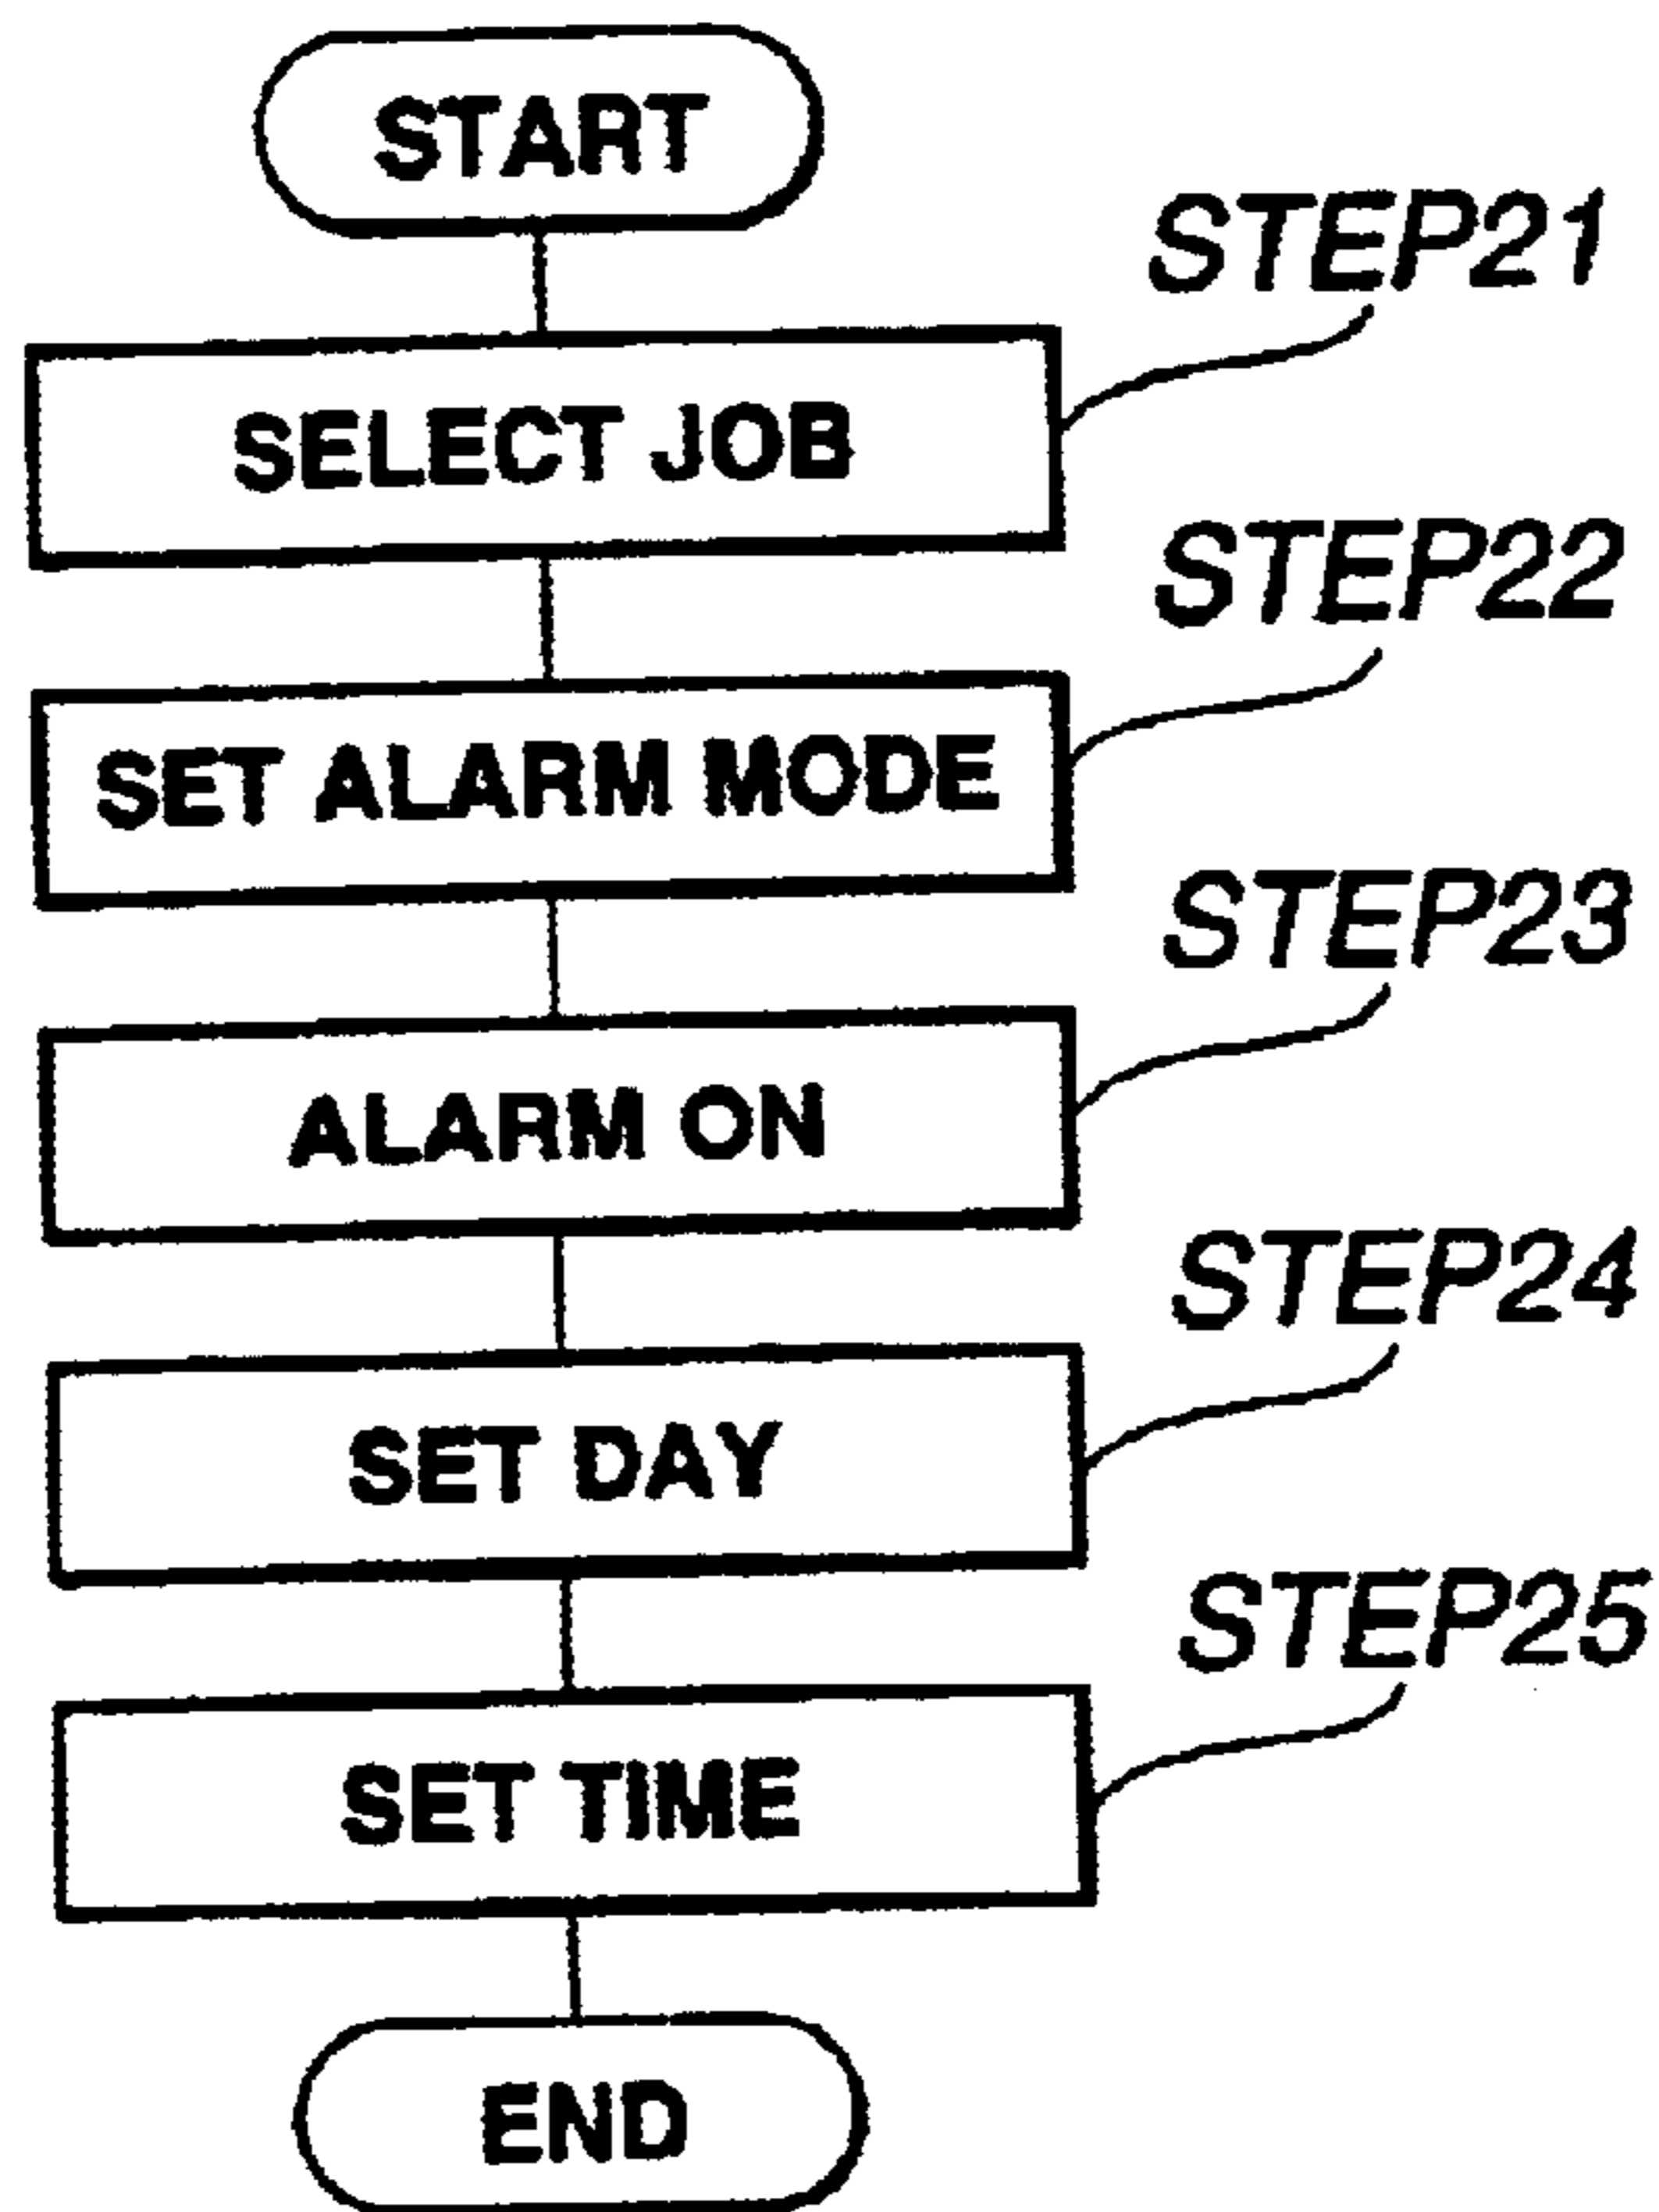 START
STEP21
SELECT JOB
STEP22
SET ALARM MODE
STEP23
ALARM ON
STEP24
SET DAY
STEP25
SET TIME
END